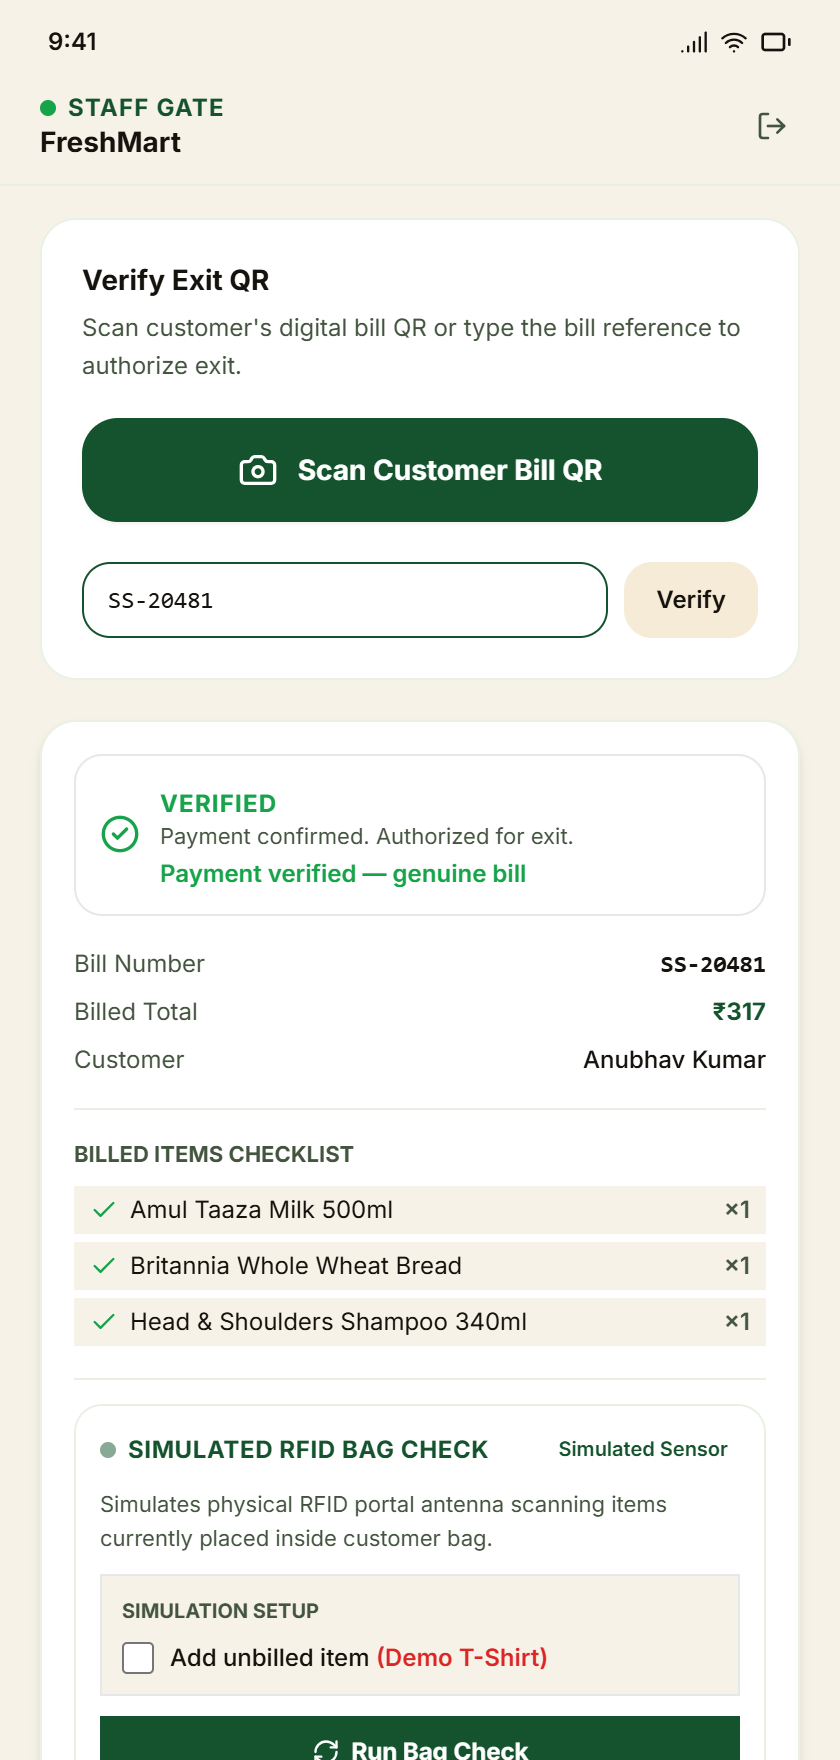 9:41
STAFF GATE
FreshMart
Verify Exit QR
Scan customer's digital bill QR or type the bill reference to
authorize exit.
Scan Customer Bill QR
SS-20481
Verify
VERIFIED
Payment confirmed. Authorized for exit.
Payment verified — genuine bill
Bill Number SS-20481
Billed Total ₹317
Customer Anubhav Kumar
BILLED ITEMS CHECKLIST
Amul Taaza Milk 500ml ×1
Britannia Whole Wheat Bread ×1
Head & Shoulders Shampoo 340ml ×1
SIMULATED RFID BAG CHECK Simulated Sensor
Simulates physical RFID portal antenna scanning items
currently placed inside customer bag.
SIMULATION SETUP
Add unbilled item (Demo T-Shirt)
Run Bag Check